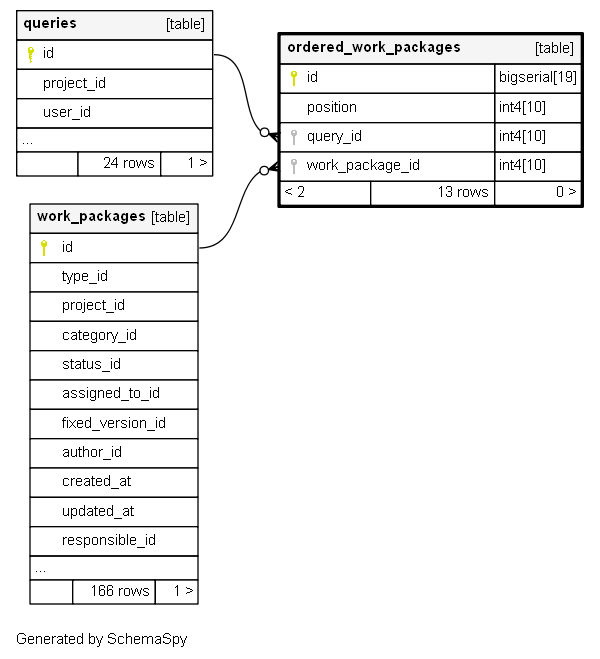 queries [table]
id
project_id
user_id
...
24 rows 1 >
ordered_work_packages [table]
id bigserial[19]
position int4[10]
query_id int4[10]
work_package_id int4[10]
< 2 13 rows 0 >
work_packages [table]
id
type_id
project_id
category_id
status_id
assigned_to_id
fixed_version_id
author_id
created_at
updated_at
responsible_id
...
166 rows 1 >
Generated by SchemaSpy